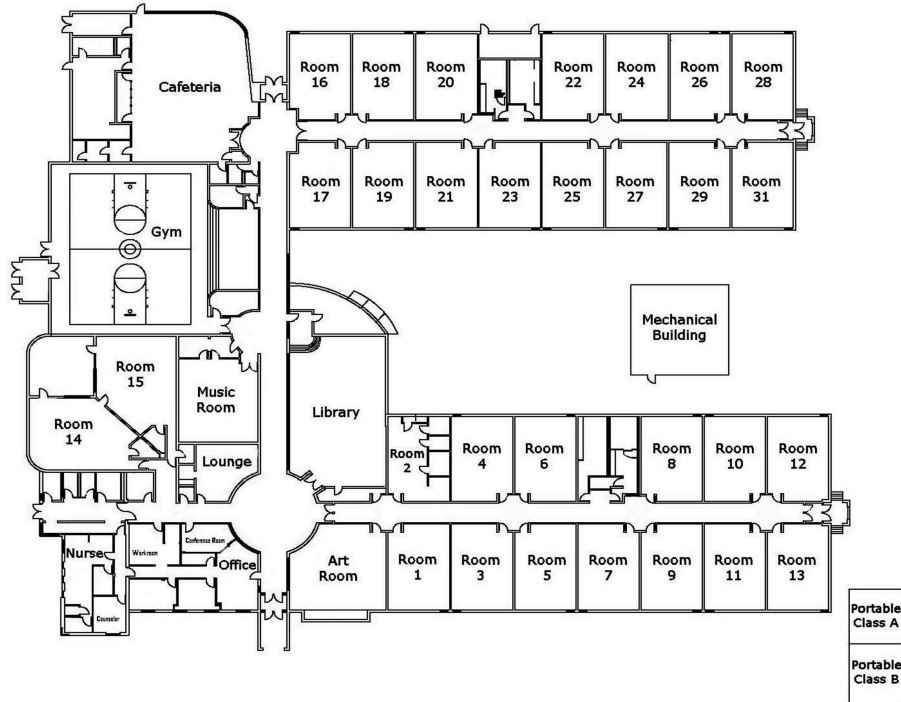 Cafeteria
Room
16
Room
18
Room
20
Room
22
Room
24
Room
26
Room
28
Room
17
Room
19
Room
21
Room
23
Room
25
Room
27
Room
29
Room
31
Gym
Mechanical
Building
Room
15
Music
Room
Library
Room
14
Lounge
Room
2
Room
4
Room
6
Room
8
Room
10
Room
12
Nurse
Workroom
Conference Room
Office
Counselor
Art
Room
Room
1
Room
3
Room
5
Room
7
Room
9
Room
11
Room
13
Portable
Class A
Portable
Class B